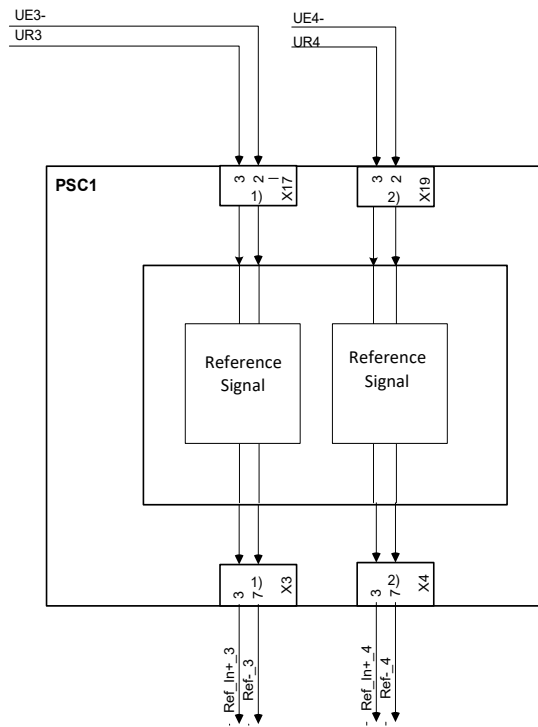 UE3-
UR3
UE4-
UR4
PSC1
3
2
1)
X17
3
2
2)
X19
Reference
Signal
Reference
Signal
3
1)
7
X3
3
2)
7
X4
Ref_In+_3
Ref-_3
Ref_In+_4
Ref-_4